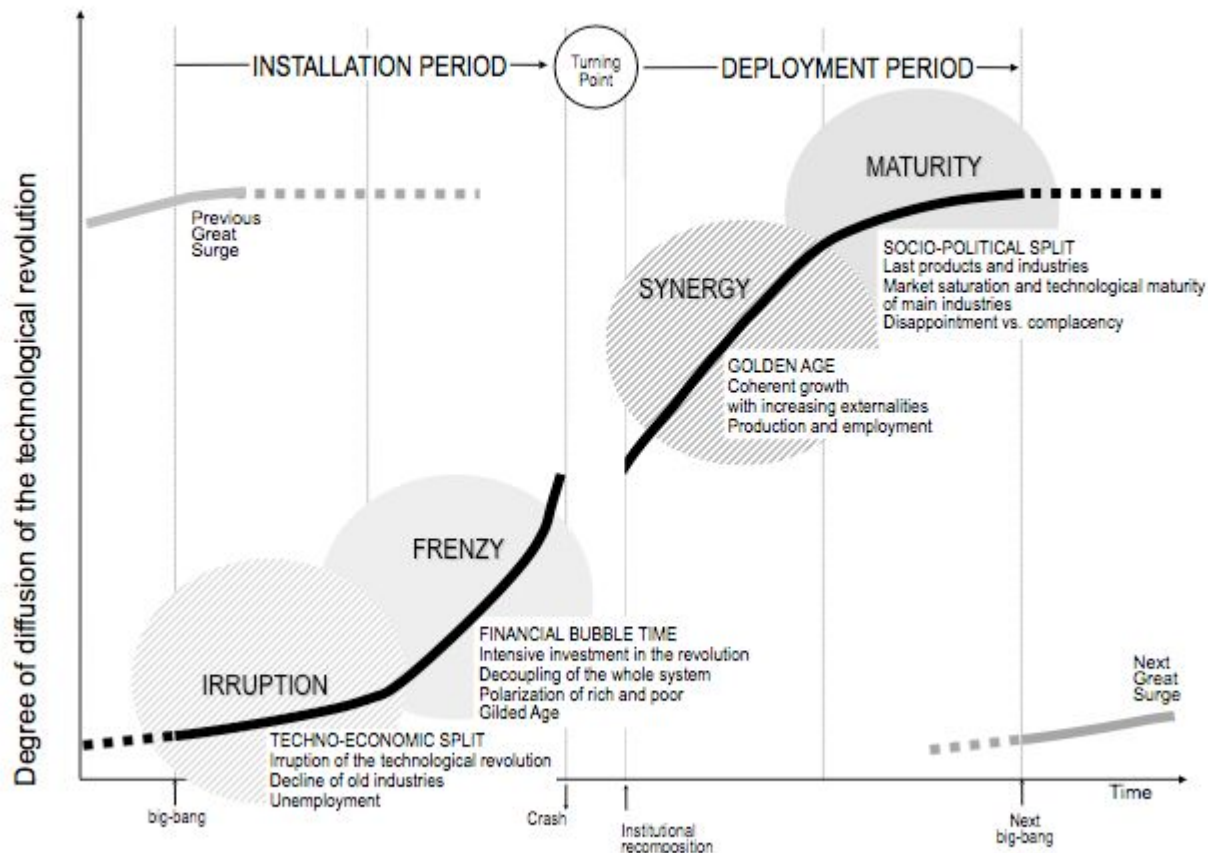 INSTALLATION PERIOD
Turning
Point
DEPLOYMENT PERIOD
Degree of diffusion of the technological revolution
Previous
Great
Surge
MATURITY
SOCIO-POLITICAL SPLIT
Last products and industries
Market saturation and technological maturity
of main industries
Disappointment vs. complacency
SYNERGY
GOLDEN AGE
Coherent growth
with increasing externalities
Production and employment
FRENZY
FINANCIAL BUBBLE TIME
Intensive investment in the revolution
Decoupling of the whole system
Polarization of rich and poor
Gilded Age
IRRUPTION
TECHNO-ECONOMIC SPLIT
Irruption of the technological revolution
Decline of old industries
Unemployment
Next
Great
Surge
Time
big-bang
Crash
Institutional
recomposition
Next
big-bang